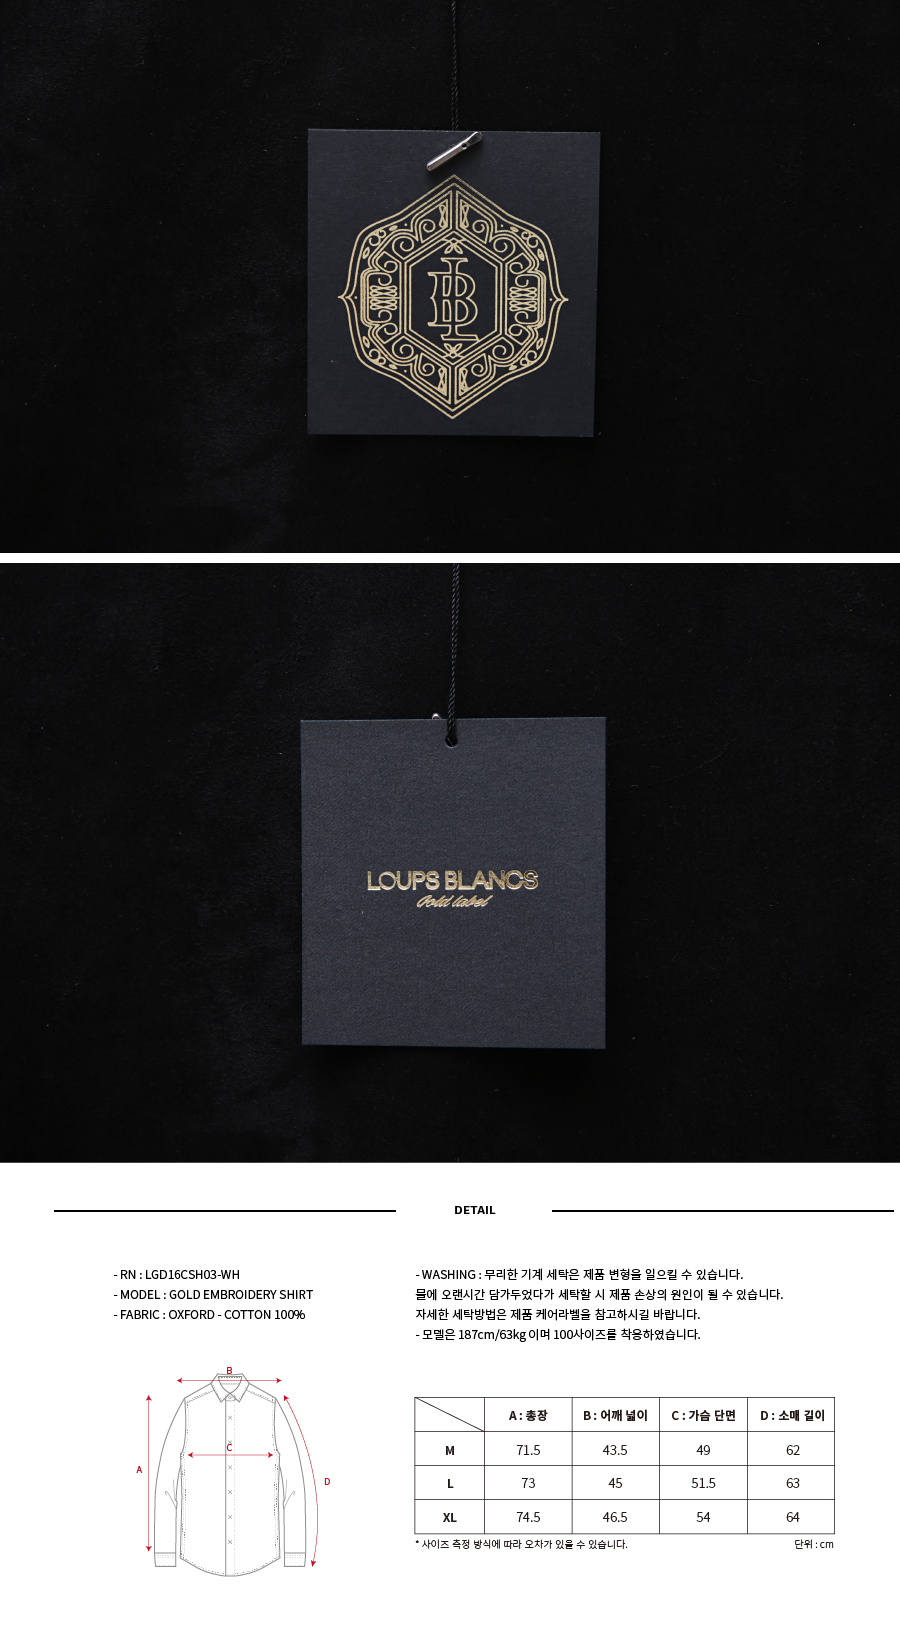 LB
LOUPS BLANCS
Gold label
DETAIL
- RN : LGD16CSH03-WH
- MODEL : GOLD EMBROIDERY SHIRT
- FABRIC : OXFORD - COTTON 100%
- WASHING : 무리한 기계 세탁은 제품 변형을 일으킬 수 있습니다.
물에 오랜시간 담가두었다가 세탁할 시 제품 손상의 원인이 될 수 있습니다.
자세한 세탁방법은 제품 케어라벨을 참고하시길 바랍니다.
- 모델은 187cm/63kg 이며 100사이즈를 착용하였습니다.
B
C
A
D
A : 총장 B : 어깨 넓이 C : 가슴 단면 D : 소매 길이
M 71.5 43.5 49 62
L 73 45 51.5 63
XL 74.5 46.5 54 64
* 사이즈 측정 방식에 따라 오차가 있을 수 있습니다. 단위 : cm